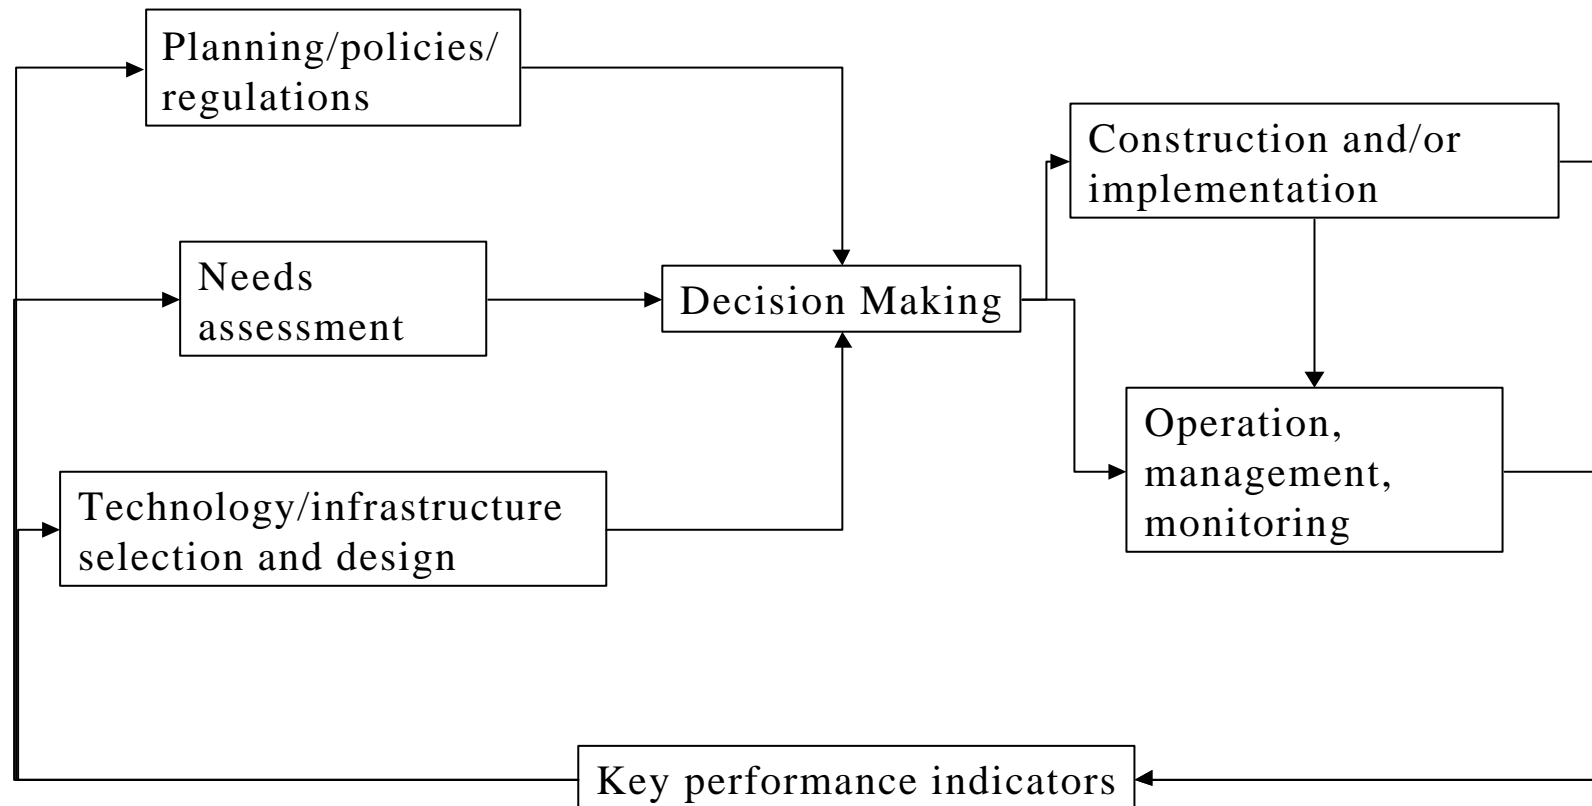 Planning/policies/
regulations
Construction and/or
implementation
Needs
assessment
Decision Making
Operation,
management,
monitoring
Technology/infrastructure
selection and design
Key performance indicators